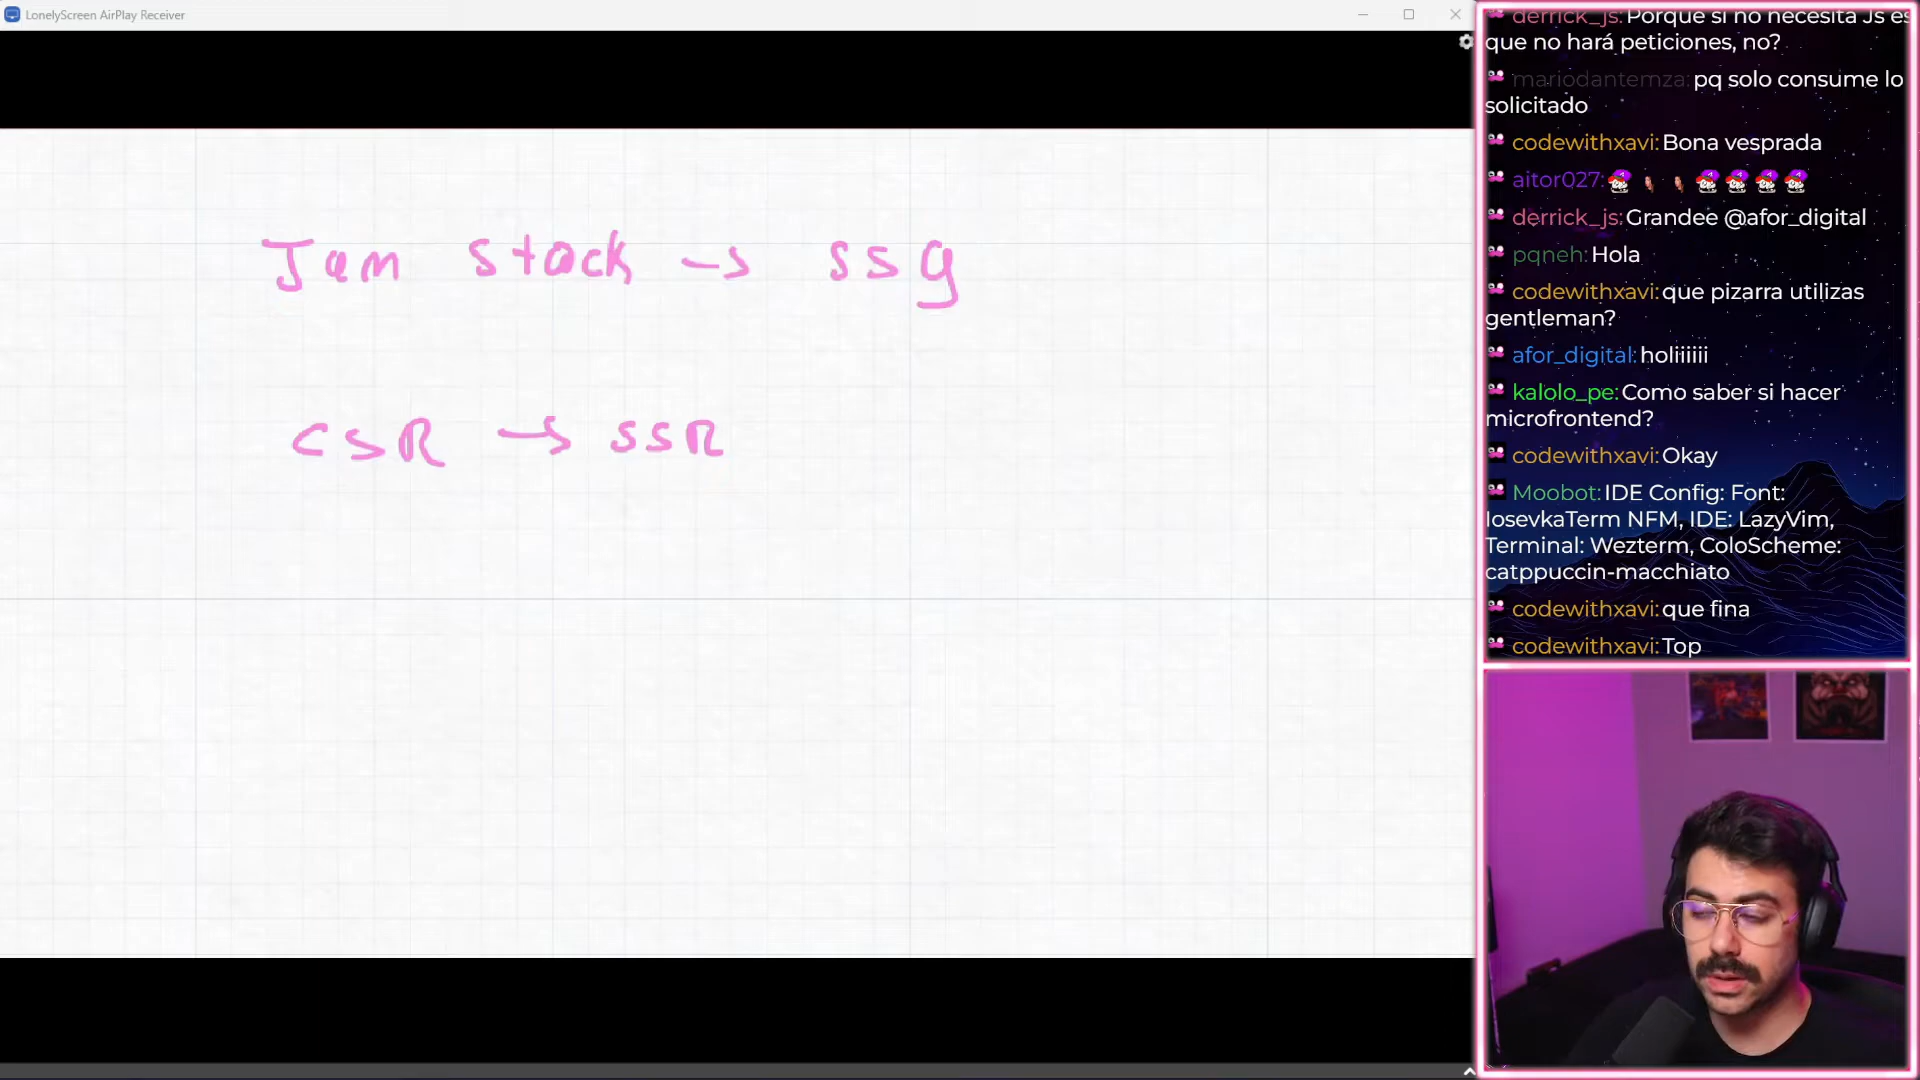 LonelyScreen AirPlay Receiver
Jam stack → ssg
CSR → SSR
derrick_js: Porque si no necesita Js es
que no hará peticiones, no?
mariodantemza: pq solo consume lo
solicitado
codewithxavi: Bona vesprada
aitor027:
derrick_js: Grandee @afor_digital
pqneh: Hola
codewithxavi: que pizarra utilizas
gentleman?
afor_digital: holiiiiii
kalolo_pe: Como saber si hacer
microfrontend?
codewithxavi: Okay
Moobot: IDE Config: Font:
IosevkaTerm NFM, IDE: LazyVim,
Terminal: Wezterm, ColoScheme:
catppuccin-macchiato
codewithxavi: que fina
codewithxavi: Top